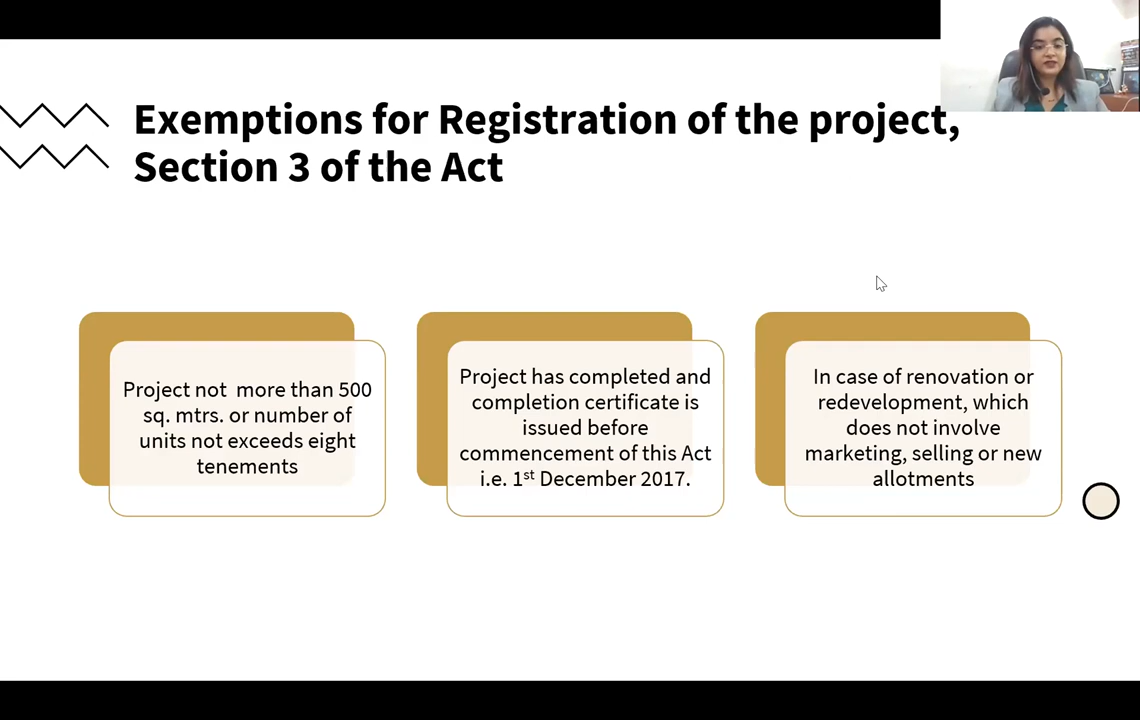 Exemptions for Registration of the project,
Section 3 of the Act
Project not  more than 500
sq. mtrs. or number of
units not exceeds eight
tenements
Project has completed and
completion certificate is
issued before
commencement of this Act
i.e. 1st December 2017.
In case of renovation or
redevelopment, which
does not involve
marketing, selling or new
allotments